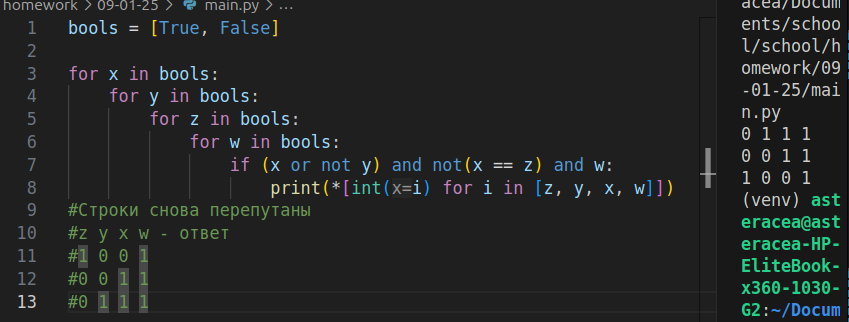 homework > 09-01-25 > main.py > ...
1 bools = [True, False]
2
3 for x in bools:
4     for y in bools:
5         for z in bools:
6             for w in bools:
7                 if (x or not y) and not(x == z) and w:
8                     print(*[int(x=i) for i in [z, y, x, w]])
9 #Строки снова перепутаны
10 #z y x w - ответ
11 #1 0 0 1
12 #0 0 1 1
13 #0 1 1 1
acea/Docum
ents/schoo
l/school/h
omework/09
-01-25/mai
n.py
0 1 1 1
0 0 1 1
1 0 0 1
(venv) ast
eracea@ast
eracea-HP-
EliteBook-
x360-1030-
G2:~/Docum